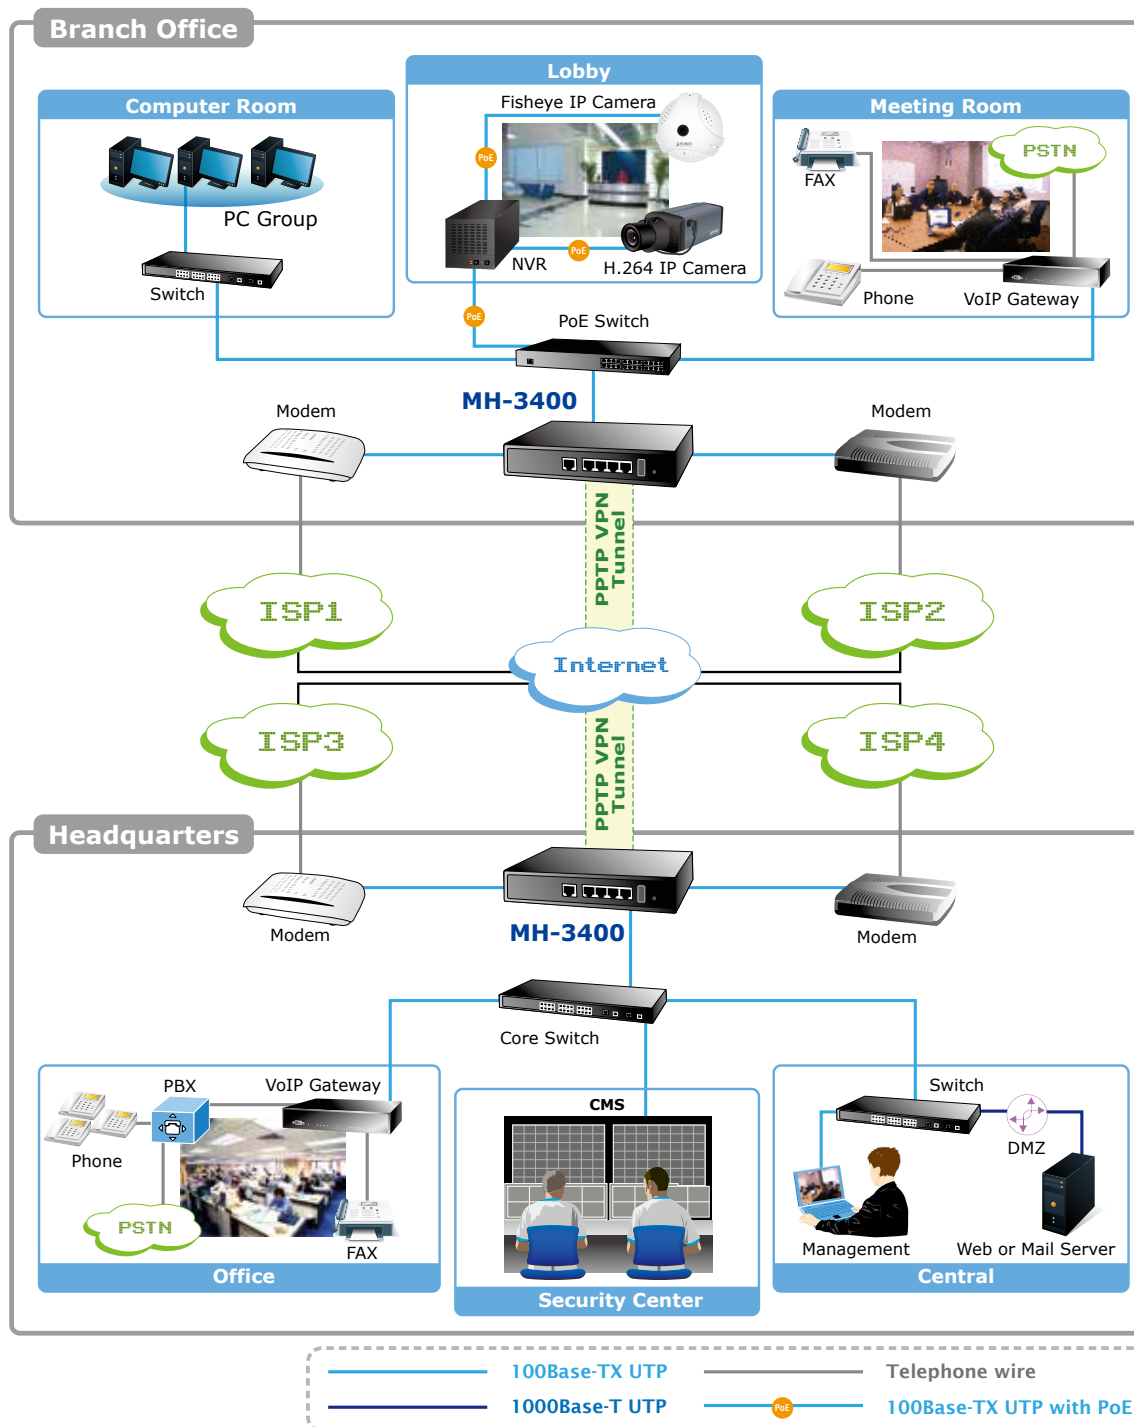 Branch Office
Lobby
Computer Room
Meeting Room
Fisheye IP Camera
PoE
PSTN
FAX
PC Group
NVR
PoE
H.264 IP Camera
Switch
Phone
VoIP Gateway
PoE
PoE Switch
MH-3400
Modem
Modem
PPTP VPN
Tunnel
ISP1
ISP2
Internet
ISP3
ISP4
PPTP VPN
Tunnel
Headquarters
Modem
MH-3400
Modem
Core Switch
PBX
VoIP Gateway
Switch
CMS
Phone
DMZ
PSTN
FAX
Management
Web or Mail Server
Office
Security Center
Central
100Base-TX UTP
Telephone wire
1000Base-T UTP
PoE
100Base-TX UTP with PoE